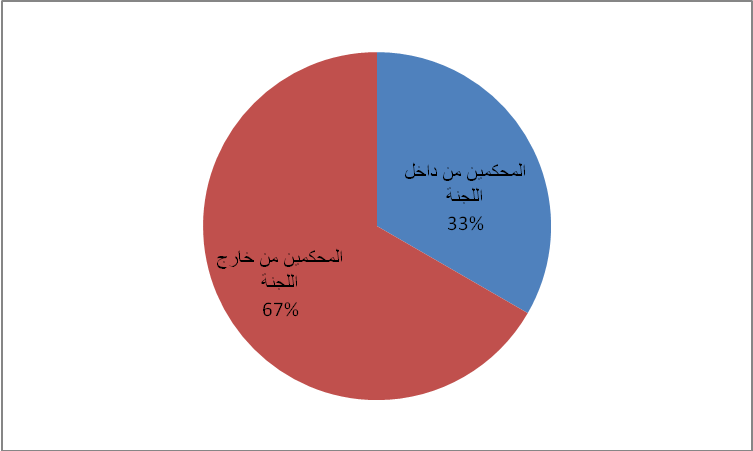 المحكمين من داخل
اللجنة
33%
المحكمين من خارج
اللجنة
67%